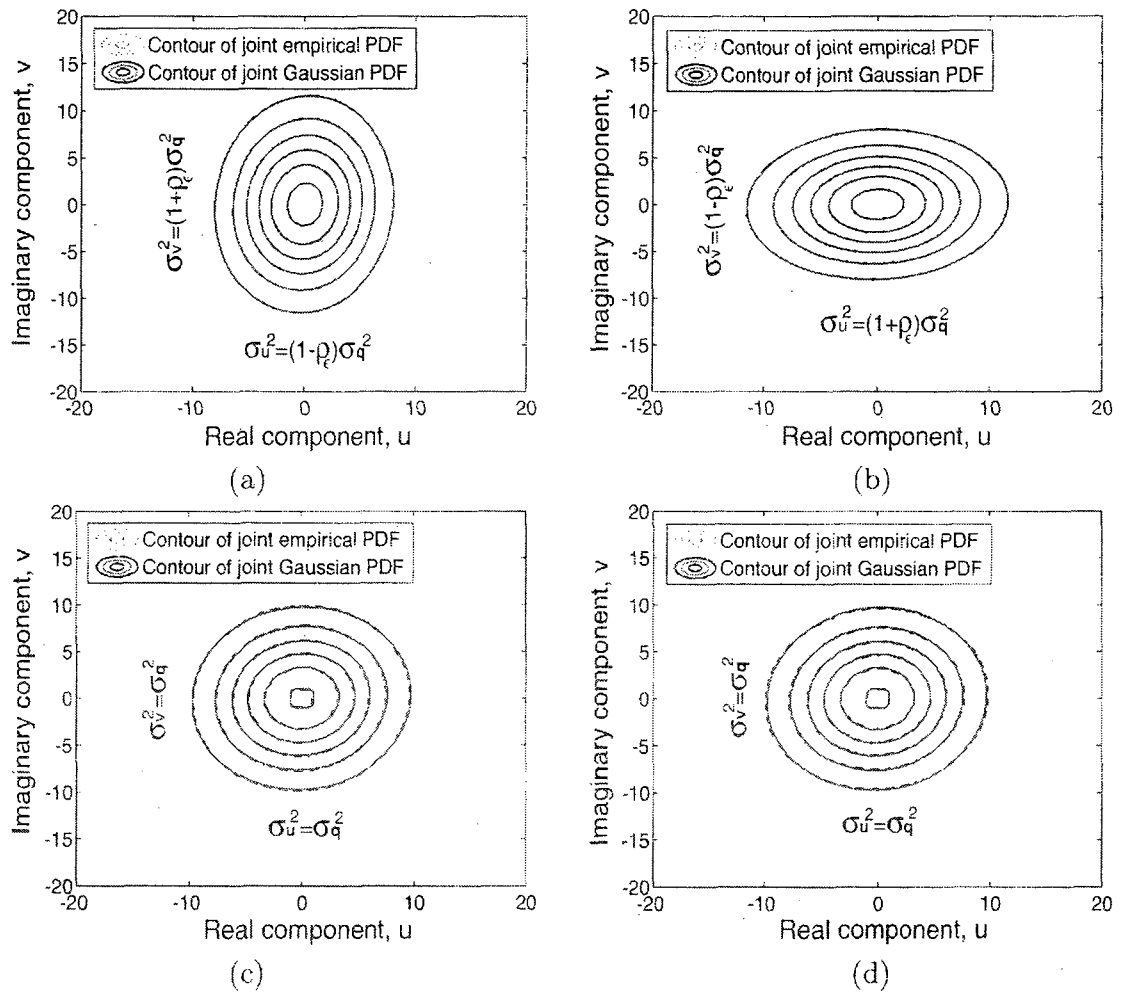 20
15
10
5
0
-5
-10
-15
-20
-20 -10 0 10 20
Imaginary component, v
Real component, u
Contour of joint empirical PDF
Contour of joint Gaussian PDF
σv²=(1+ρϵ)σq²
σu²=(1-ρϵ)σq²
(a)
20
15
10
5
0
-5
-10
-15
-20
-20 -10 0 10 20
Imaginary component, v
Real component, u
Contour of joint empirical PDF
Contour of joint Gaussian PDF
σv²=(1-ρϵ)σq²
σu²=(1+ρϵ)σq²
(b)
20
15
10
5
0
-5
-10
-15
-20
-20 -10 0 10 20
Imaginary component, v
Real component, u
Contour of joint empirical PDF
Contour of joint Gaussian PDF
σv²=σq²
σu²=σq²
(c)
20
15
10
5
0
-5
-10
-15
-20
-20 -10 0 10 20
Imaginary component, v
Real component, u
Contour of joint empirical PDF
Contour of joint Gaussian PDF
σv²=σq²
σu²=σq²
(d)